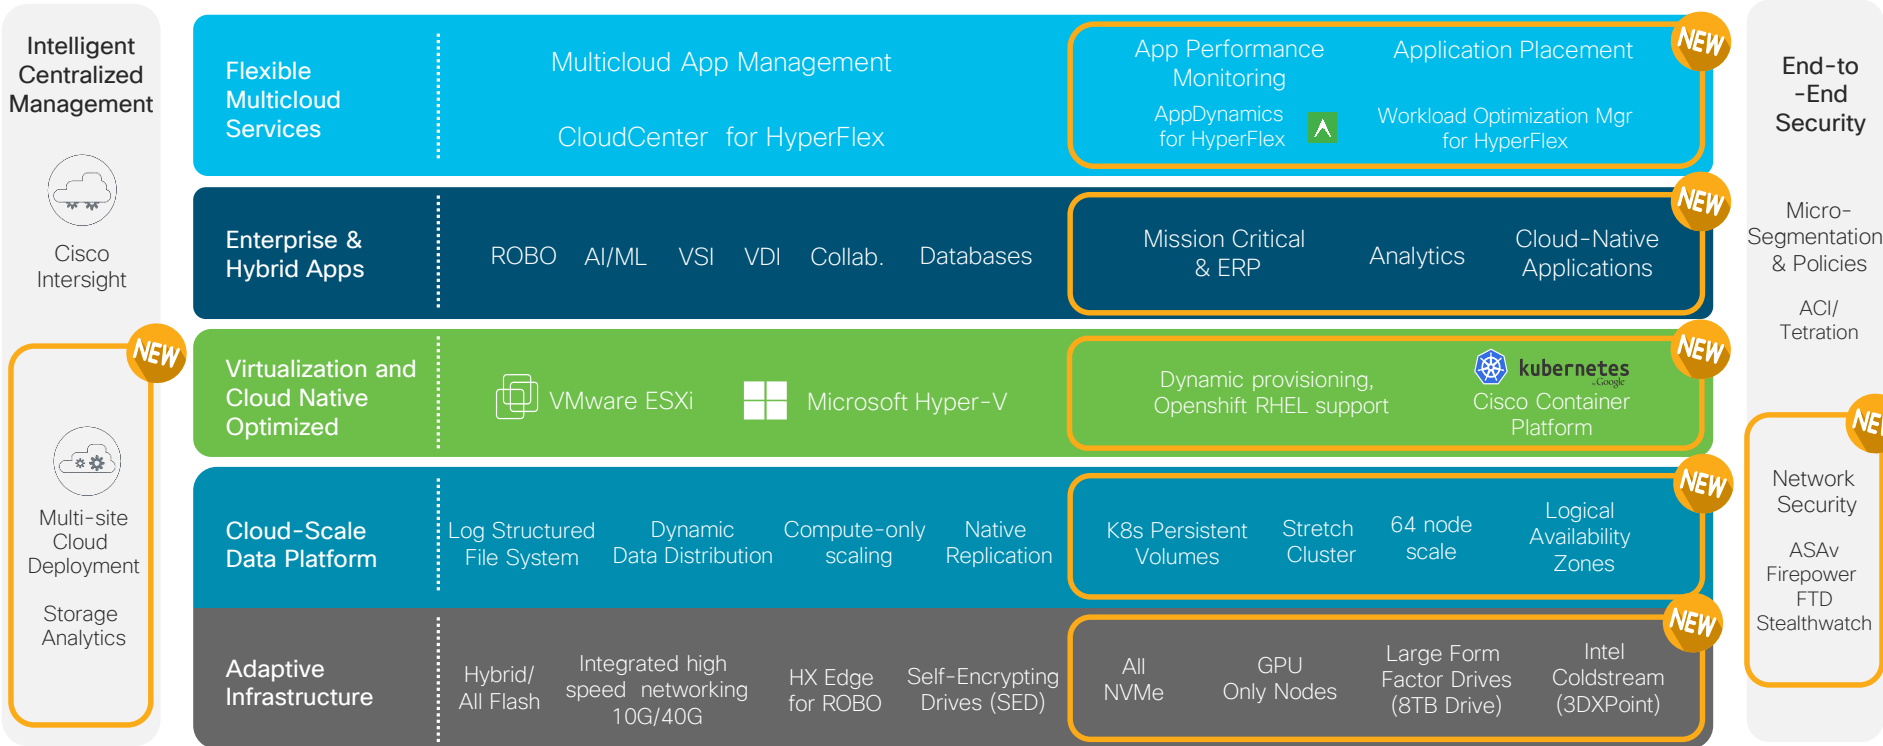 Intelligent
Centralized
Management
Cisco
Intersight
NEW
Multi-site
Cloud
Deployment
Storage
Analytics
Flexible
Multicloud
Services
Multicloud App Management
CloudCenter for HyperFlex
NEW
App Performance
Monitoring
AppDynamics
for HyperFlex
Application Placement
Workload Optimization Mgr
for HyperFlex
Enterprise &
Hybrid Apps
ROBO AI/ML VSI VDI Collab. Databases
NEW
Mission Critical
& ERP
Analytics
Cloud-Native
Applications
Virtualization and
Cloud Native
Optimized
VMware ESXi
Microsoft Hyper-V
NEW
Dynamic provisioning,
Openshift RHEL support
kubernetes
by Google
Cisco Container
Platform
Cloud-Scale
Data Platform
Log Structured
File System
Dynamic
Data Distribution
Compute-only
scaling
Native
Replication
NEW
K8s Persistent
Volumes
Stretch
Cluster
64 node
scale
Logical
Availability
Zones
Adaptive
Infrastructure
Hybrid/
All Flash
Integrated high
speed networking
10G/40G
HX Edge
for ROBO
Self-Encrypting
Drives (SED)
NEW
All
NVMe
GPU
Only Nodes
Large Form
Factor Drives
(8TB Drive)
Intel
Coldstream
(3DXPoint)
End-to
-End
Security
Micro-
Segmentation
& Policies
ACI/
Tetration
NEW
Network
Security
ASAv
Firepower
FTD
Stealthwatch